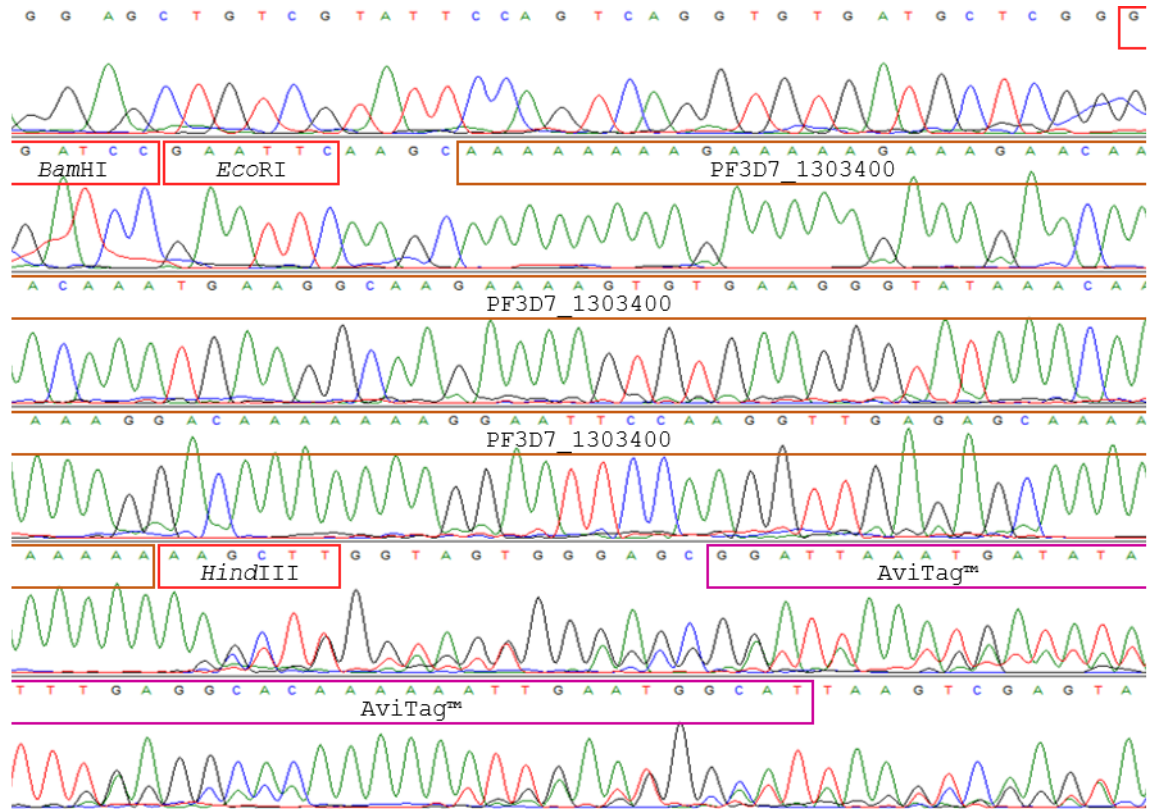 G G A G C T G T C G T A T T C C A G T C A G G T G T G A T G C T C G G G
G A T C C G A A T T C A A G C A A A A A A A A G A A A A A G A A A G A A C A A
BamHI EcoRI PF3D7_1303400
A C A A A T G A A G G C A A G A A A A G T G T G A A G G G T A T A A A C A A
PF3D7_1303400
A A A G G A C A A A A A A A G G A A T T C C A A G G T T G A G A G C A A A A
PF3D7_1303400
A A A A A A A G C T T G G T A G T G G G A G C G G A T T A A A T G A T A T A
HindIII AviTag™
T T T G A G G C A C A A A A A A T T G A A T G G C A T T A A G T C G A G T A
AviTag™